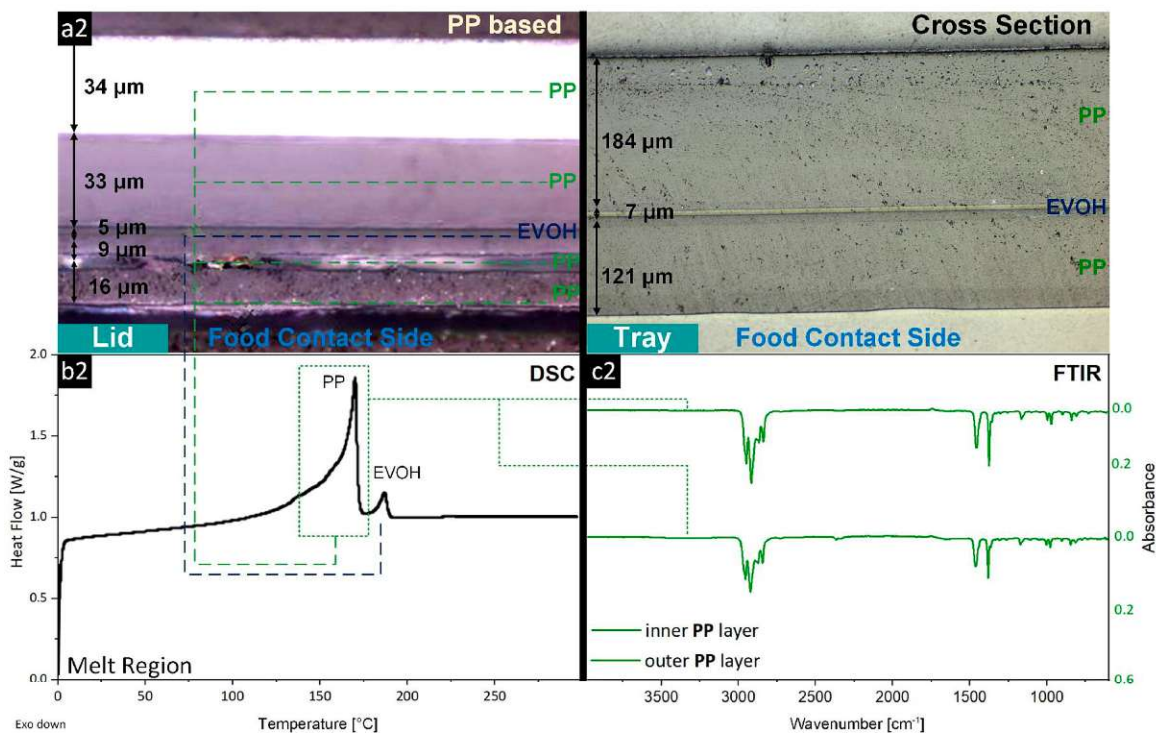 a2
PP based
34 µm
PP
33 µm
PP
5 µm
EVOH
9 µm
PP
16 µm
PP
Lid
Food Contact Side
Cross Section
PP
184 µm
7 µm
EVOH
121 µm
PP
Tray
Food Contact Side
b2
DSC
2.0
1.5
1.0
0.5
0.0
Heat Flow [W/g]
PP
EVOH
Melt Region
0
50
100
150
200
250
Exo down
Temperature [°C]
c2
FTIR
0.0
0.2
0.0
0.2
0.6
Absorbance
inner PP layer
outer PP layer
3500
3000
2500
2000
1500
1000
Wavenumber [cm⁻¹]